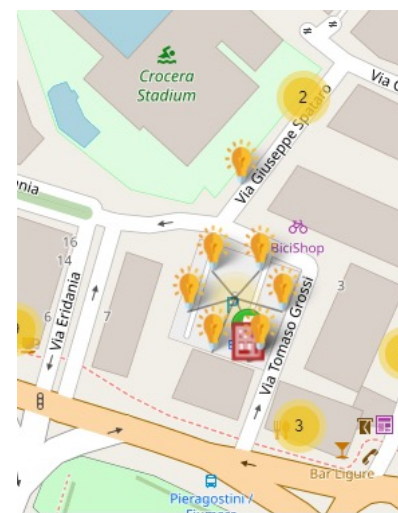 Crocera
Stadium
2
Via Giuseppe Spataro
Via
BiciShop
16
14
6
7
3
Via Eridania
Via Tomaso Grossi
3
Bar Ligure
Pieragostini /
Fiumara